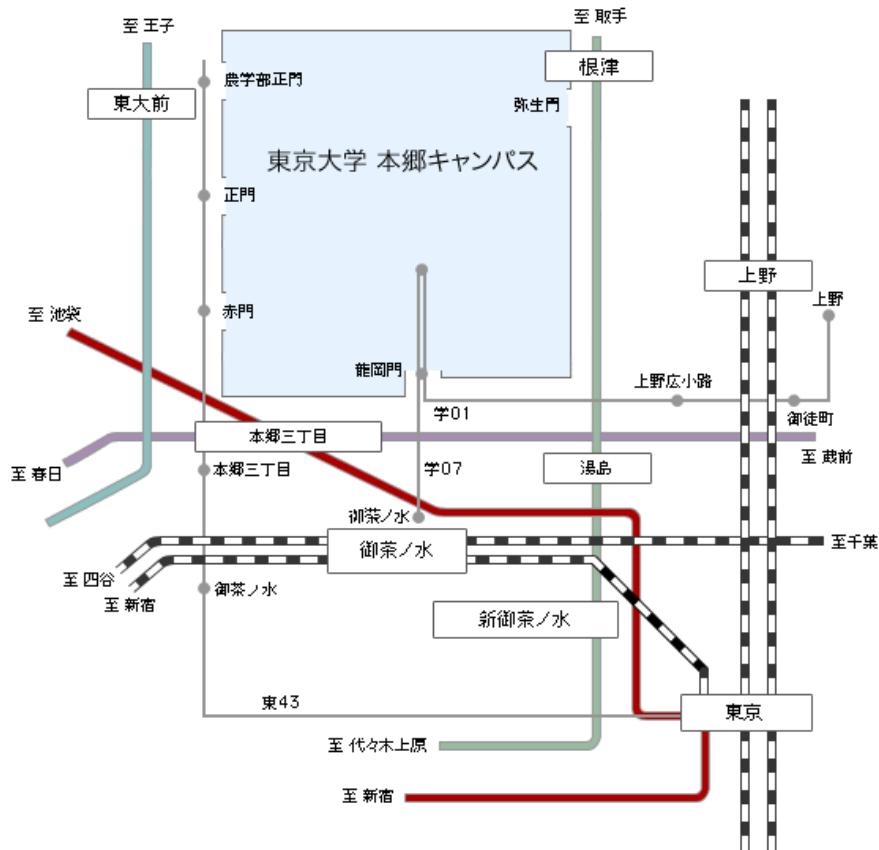 至 王子
至 取手
農学部正門
根津
東大前
弥生門
東京大学 本郷キャンパス
正門
上野
上野
至 池袋
赤門
龍岡門
上野広小路
学01
御徒町
本郷三丁目
至 蔵前
至 春日
本郷三丁目
学07
湯島
御茶ノ水
御茶ノ水
至千葉
至 四谷
至 新宿
御茶ノ水
新御茶ノ水
東43
東京
至 代々木上原
至 新宿